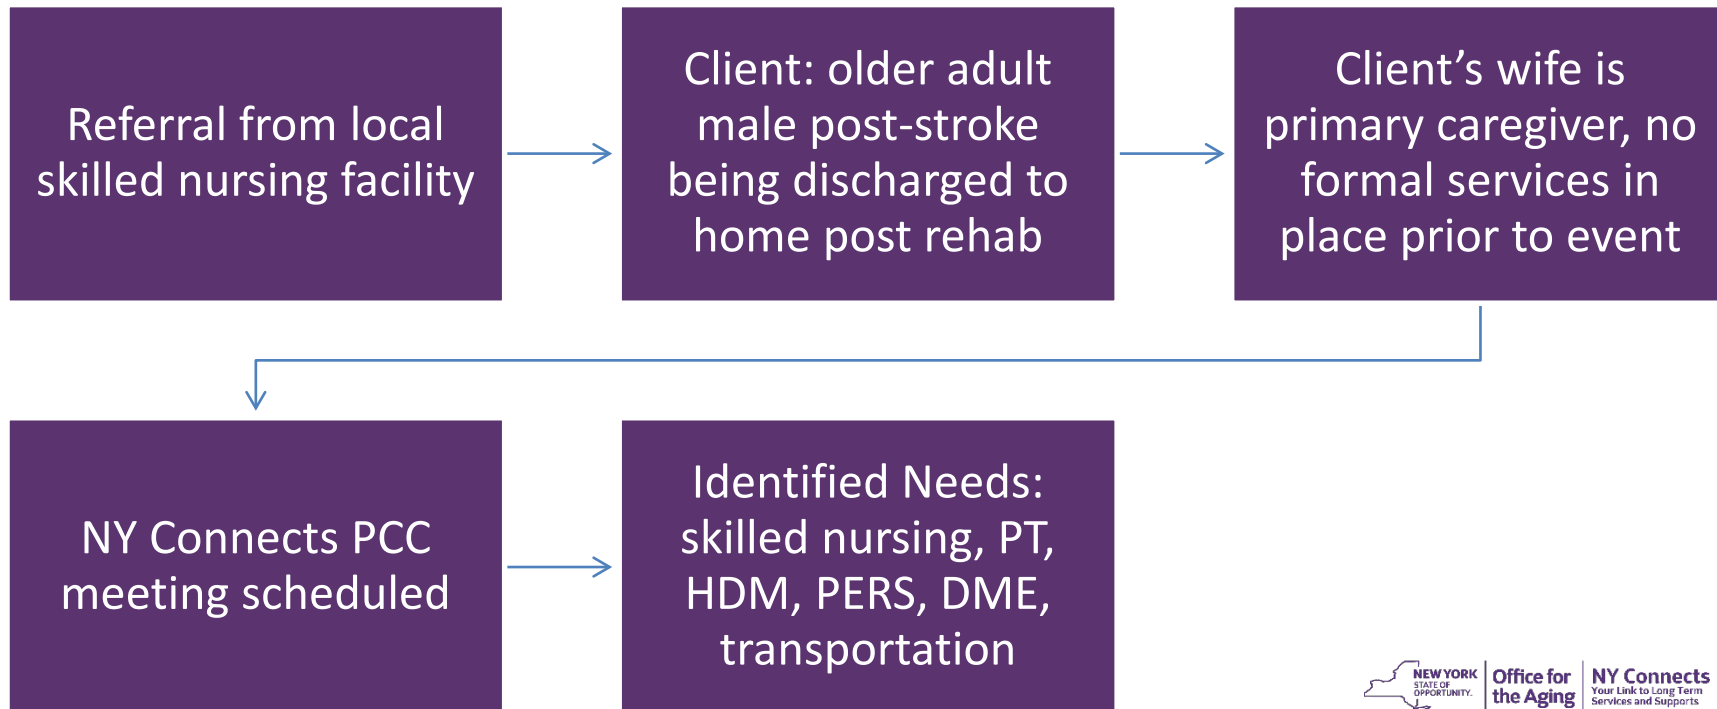 Referral from local
skilled nursing facility
Client: older adult
male post-stroke
being discharged to
home post rehab
Client’s wife is
primary caregiver, no
formal services in
place prior to event
NY Connects PCC
meeting scheduled
Identified Needs:
skilled nursing, PT,
HDM, PERS, DME,
transportation
NEW YORK
STATE OF
OPPORTUNITY.
Office for
the Aging
NY Connects
Your Link to Long Term
Services and Supports